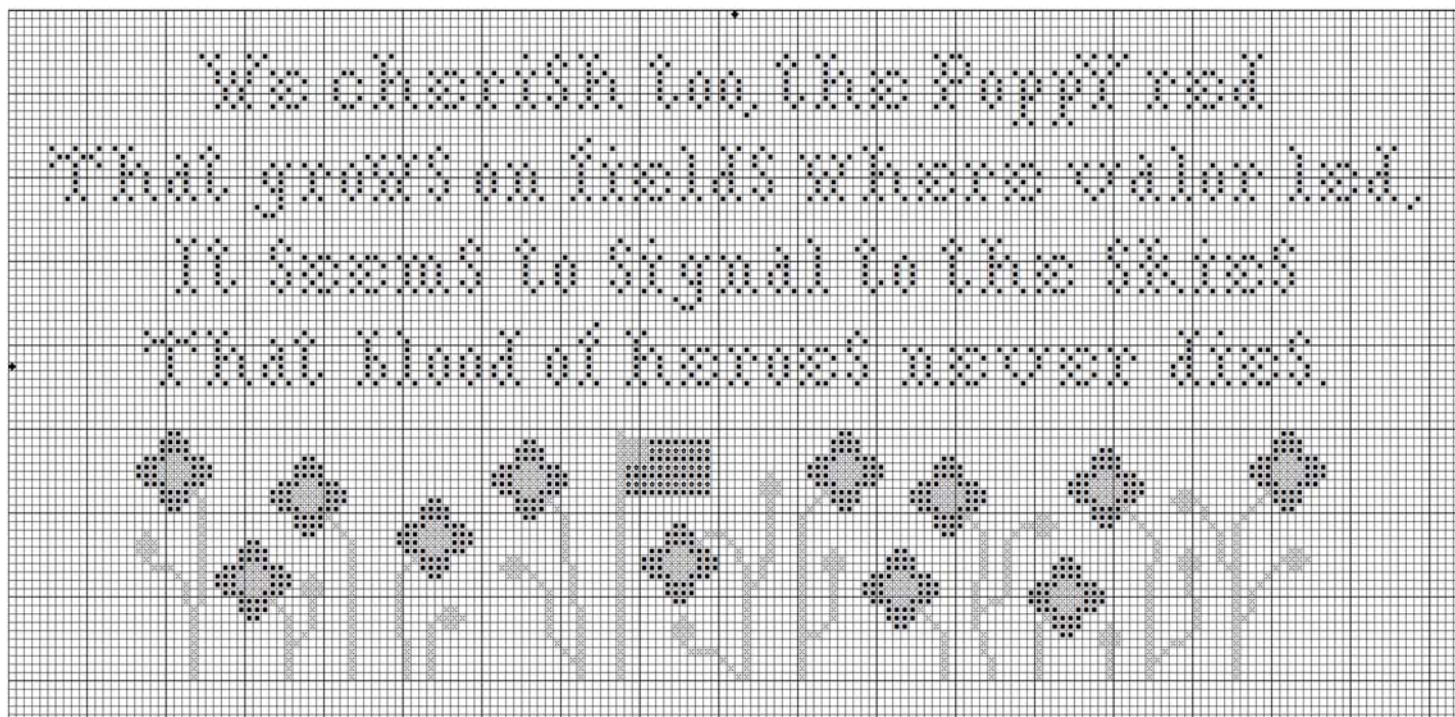 We cherish too, the Poppy red
That grows on fields where valor led,
It seems to signal to the skies
That blood of heroes never dies.